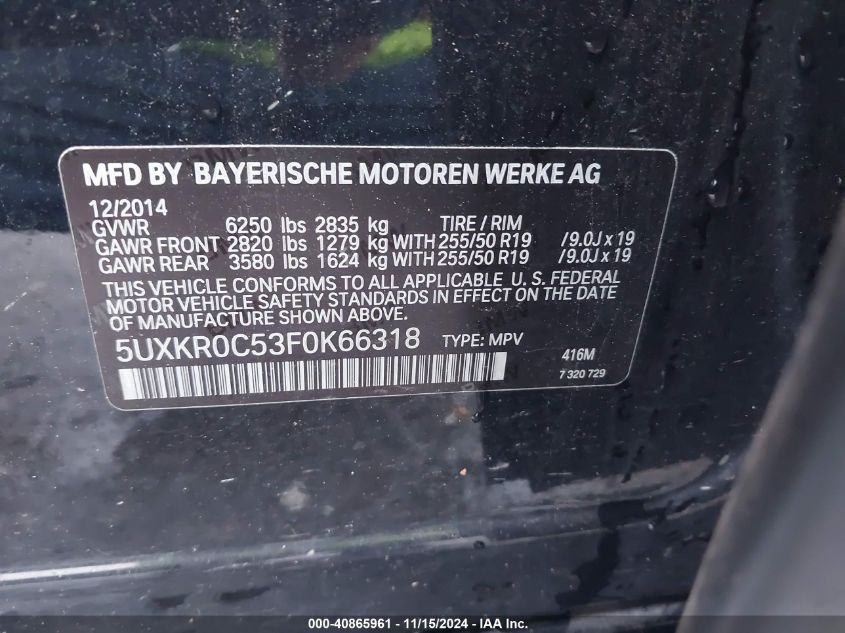 MFD BY BAYERISCHE MOTOREN WERKE AG
12/2014
GVWR 6250 lbs 2835 kg TIRE / RIM
GAWR FRONT 2820 lbs 1279 kg WITH 255/50 R19 /9.0J x 19
GAWR REAR 3580 lbs 1624 kg WITH 255/50 R19 /9.0J x 19
THIS VEHICLE CONFORMS TO ALL APPLICABLE U. S. FEDERAL
MOTOR VEHICLE SAFETY STANDARDS IN EFFECT ON THE DATE
OF MANUFACTURE SHOWN ABOVE.
5UXKR0C53F0K66318 TYPE: MPV 416M
7 320 729
000-40865961 - 11/15/2024 - IAA Inc.